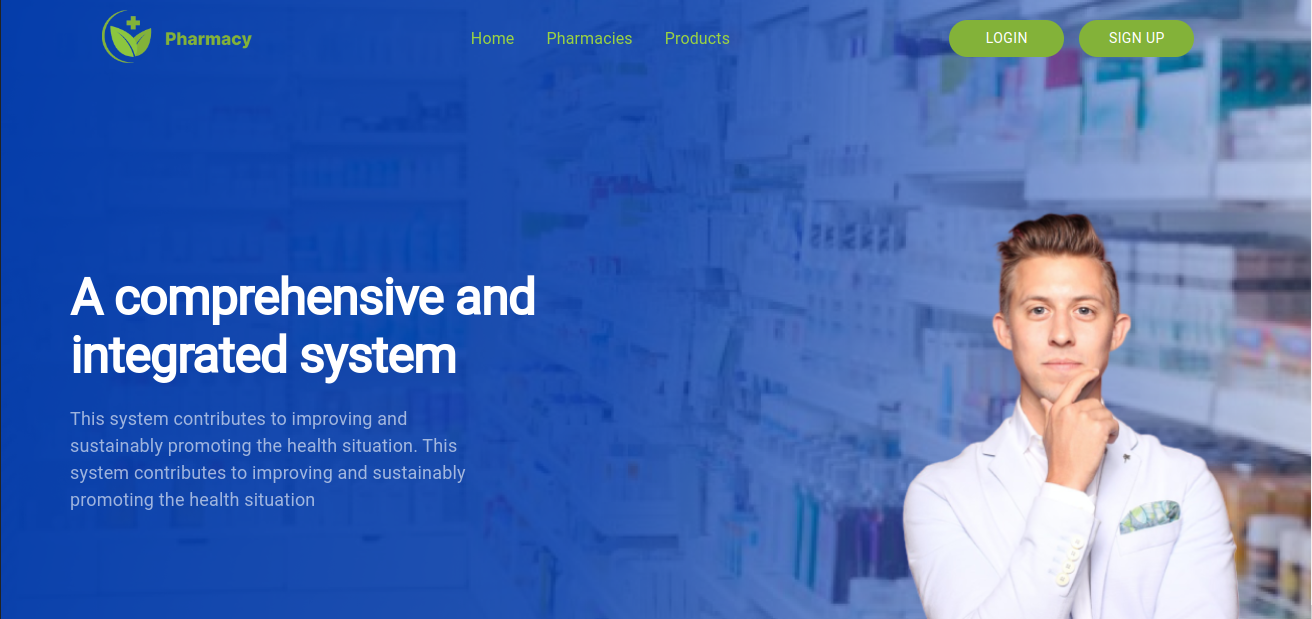 Pharmacy
Home
Pharmacies
Products
LOGIN
SIGN UP
A comprehensive and
integrated system
This system contributes to improving and
sustainably promoting the health situation. This
system contributes to improving and sustainably
promoting the health situation